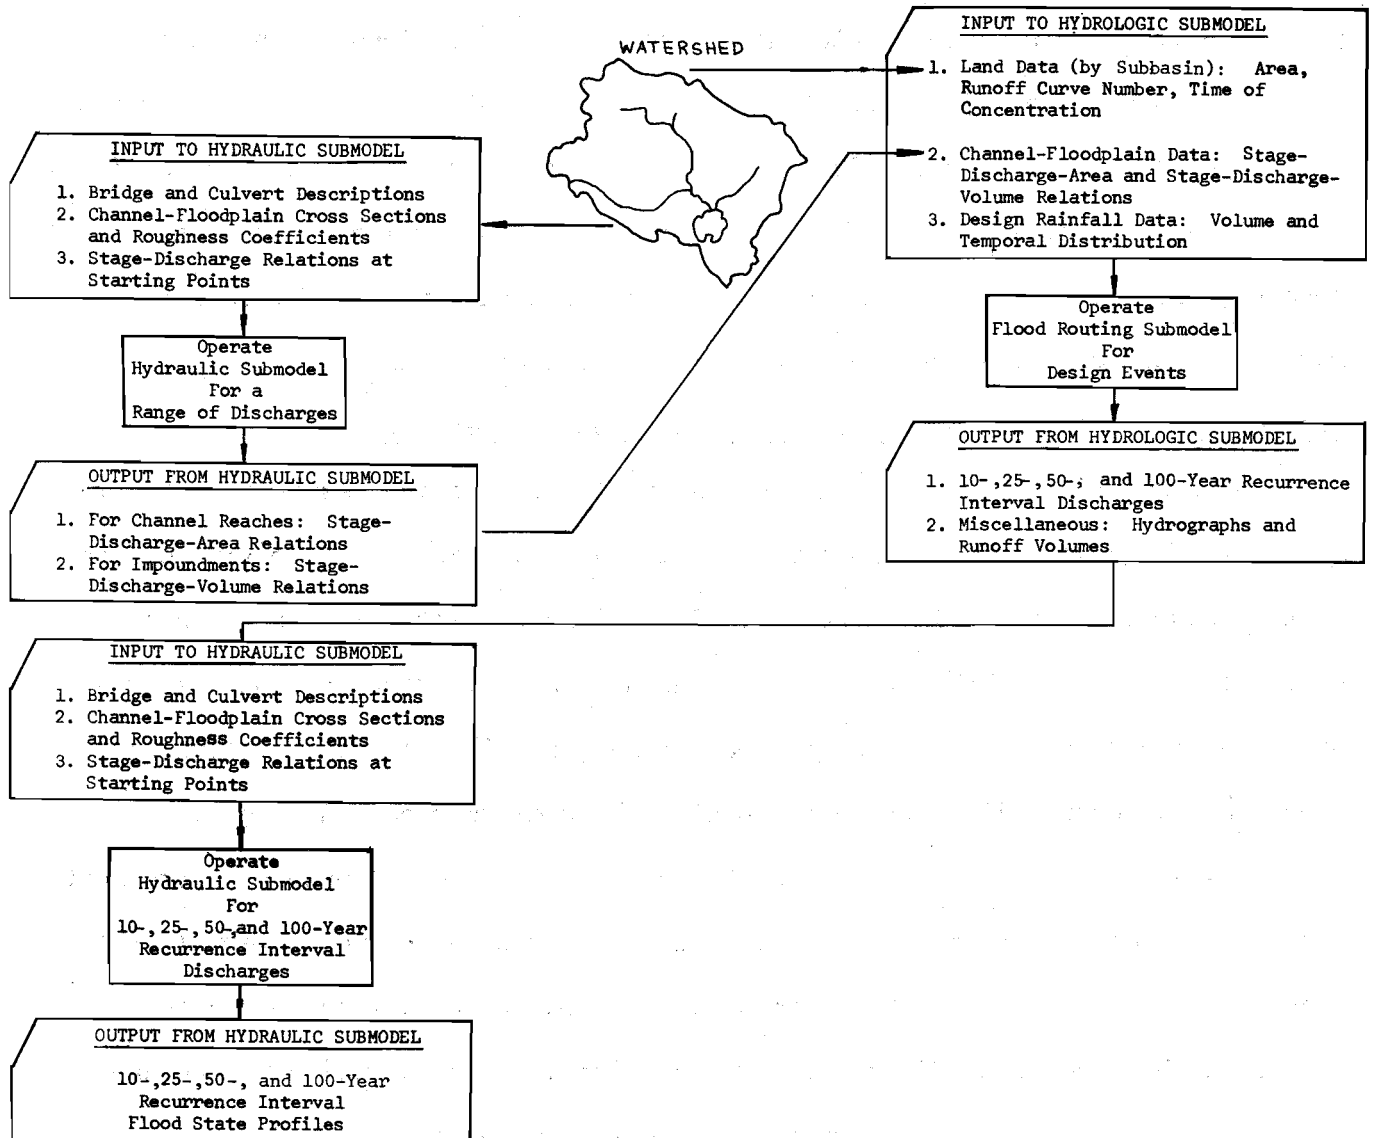 WATERSHED
INPUT TO HYDROLOGIC SUBMODEL
1. Land Data (by Subbasin): Area,
Runoff Curve Number, Time of
Concentration
2. Channel-Floodplain Data: Stage-
Discharge-Area and Stage-Discharge-
Volume Relations
3. Design Rainfall Data: Volume and
Temporal Distribution
INPUT TO HYDRAULIC SUBMODEL
1. Bridge and Culvert Descriptions
2. Channel-Floodplain Cross Sections
and Roughness Coefficients
3. Stage-Discharge Relations at
Starting Points
Operate
Hydraulic Submodel
For a
Range of Discharges
Operate
Flood Routing Submodel
For
Design Events
OUTPUT FROM HYDRAULIC SUBMODEL
1. For Channel Reaches: Stage-
Discharge-Area Relations
2. For Impoundments: Stage-
Discharge-Volume Relations
OUTPUT FROM HYDROLOGIC SUBMODEL
1. 10-,25-,50-, and 100-Year Recurrence
Interval Discharges
2. Miscellaneous: Hydrographs and
Runoff Volumes
INPUT TO HYDRAULIC SUBMODEL
1. Bridge and Culvert Descriptions
2. Channel-Floodplain Cross Sections
and Roughness Coefficients
3. Stage-Discharge Relations at
Starting Points
Operate
Hydraulic Submodel
For
10-,25-,50-,and 100-Year
Recurrence Interval
Discharges
OUTPUT FROM HYDRAULIC SUBMODEL
10-,25-,50-, and 100-Year
Recurrence Interval
Flood State Profiles